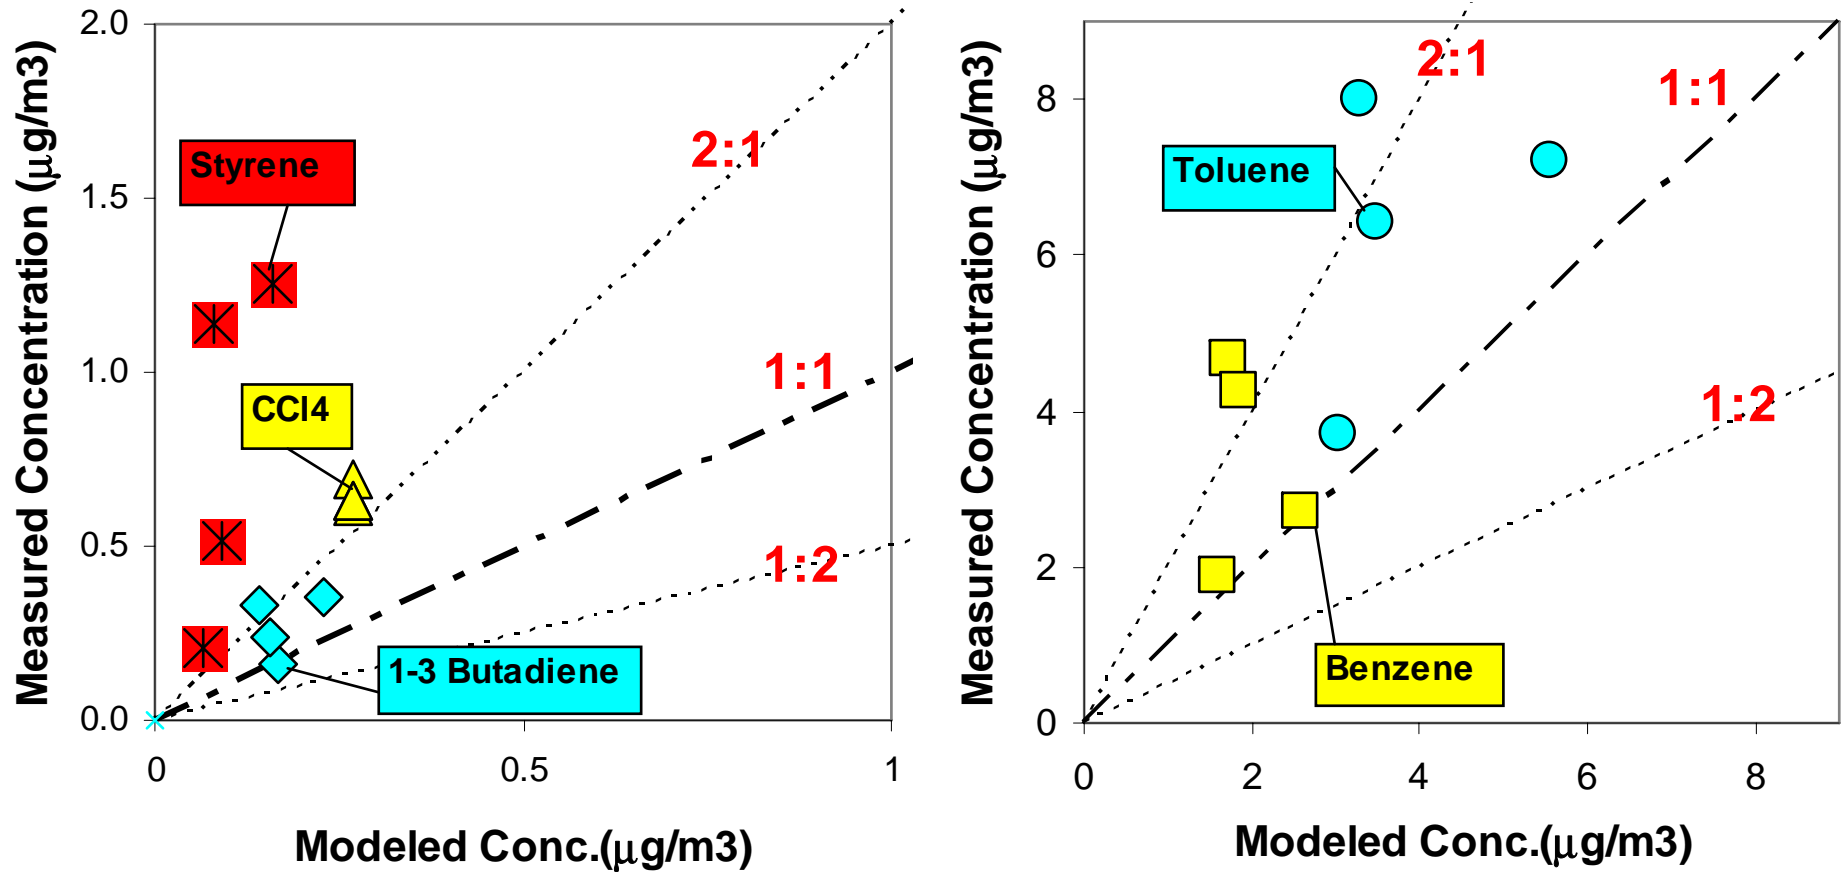 Measured Concentration (μg/m3)
2.0
1.5
1.0
0.5
0.0
Styrene
CCl4
1-3 Butadiene
2:1
1:1
1:2
0
0.5
1
Modeled Conc.(μg/m3)
Measured Concentration (μg/m3)
8
6
4
2
0
2:1
1:1
1:2
Toluene
Benzene
0
2
4
6
8
Modeled Conc.(μg/m3)